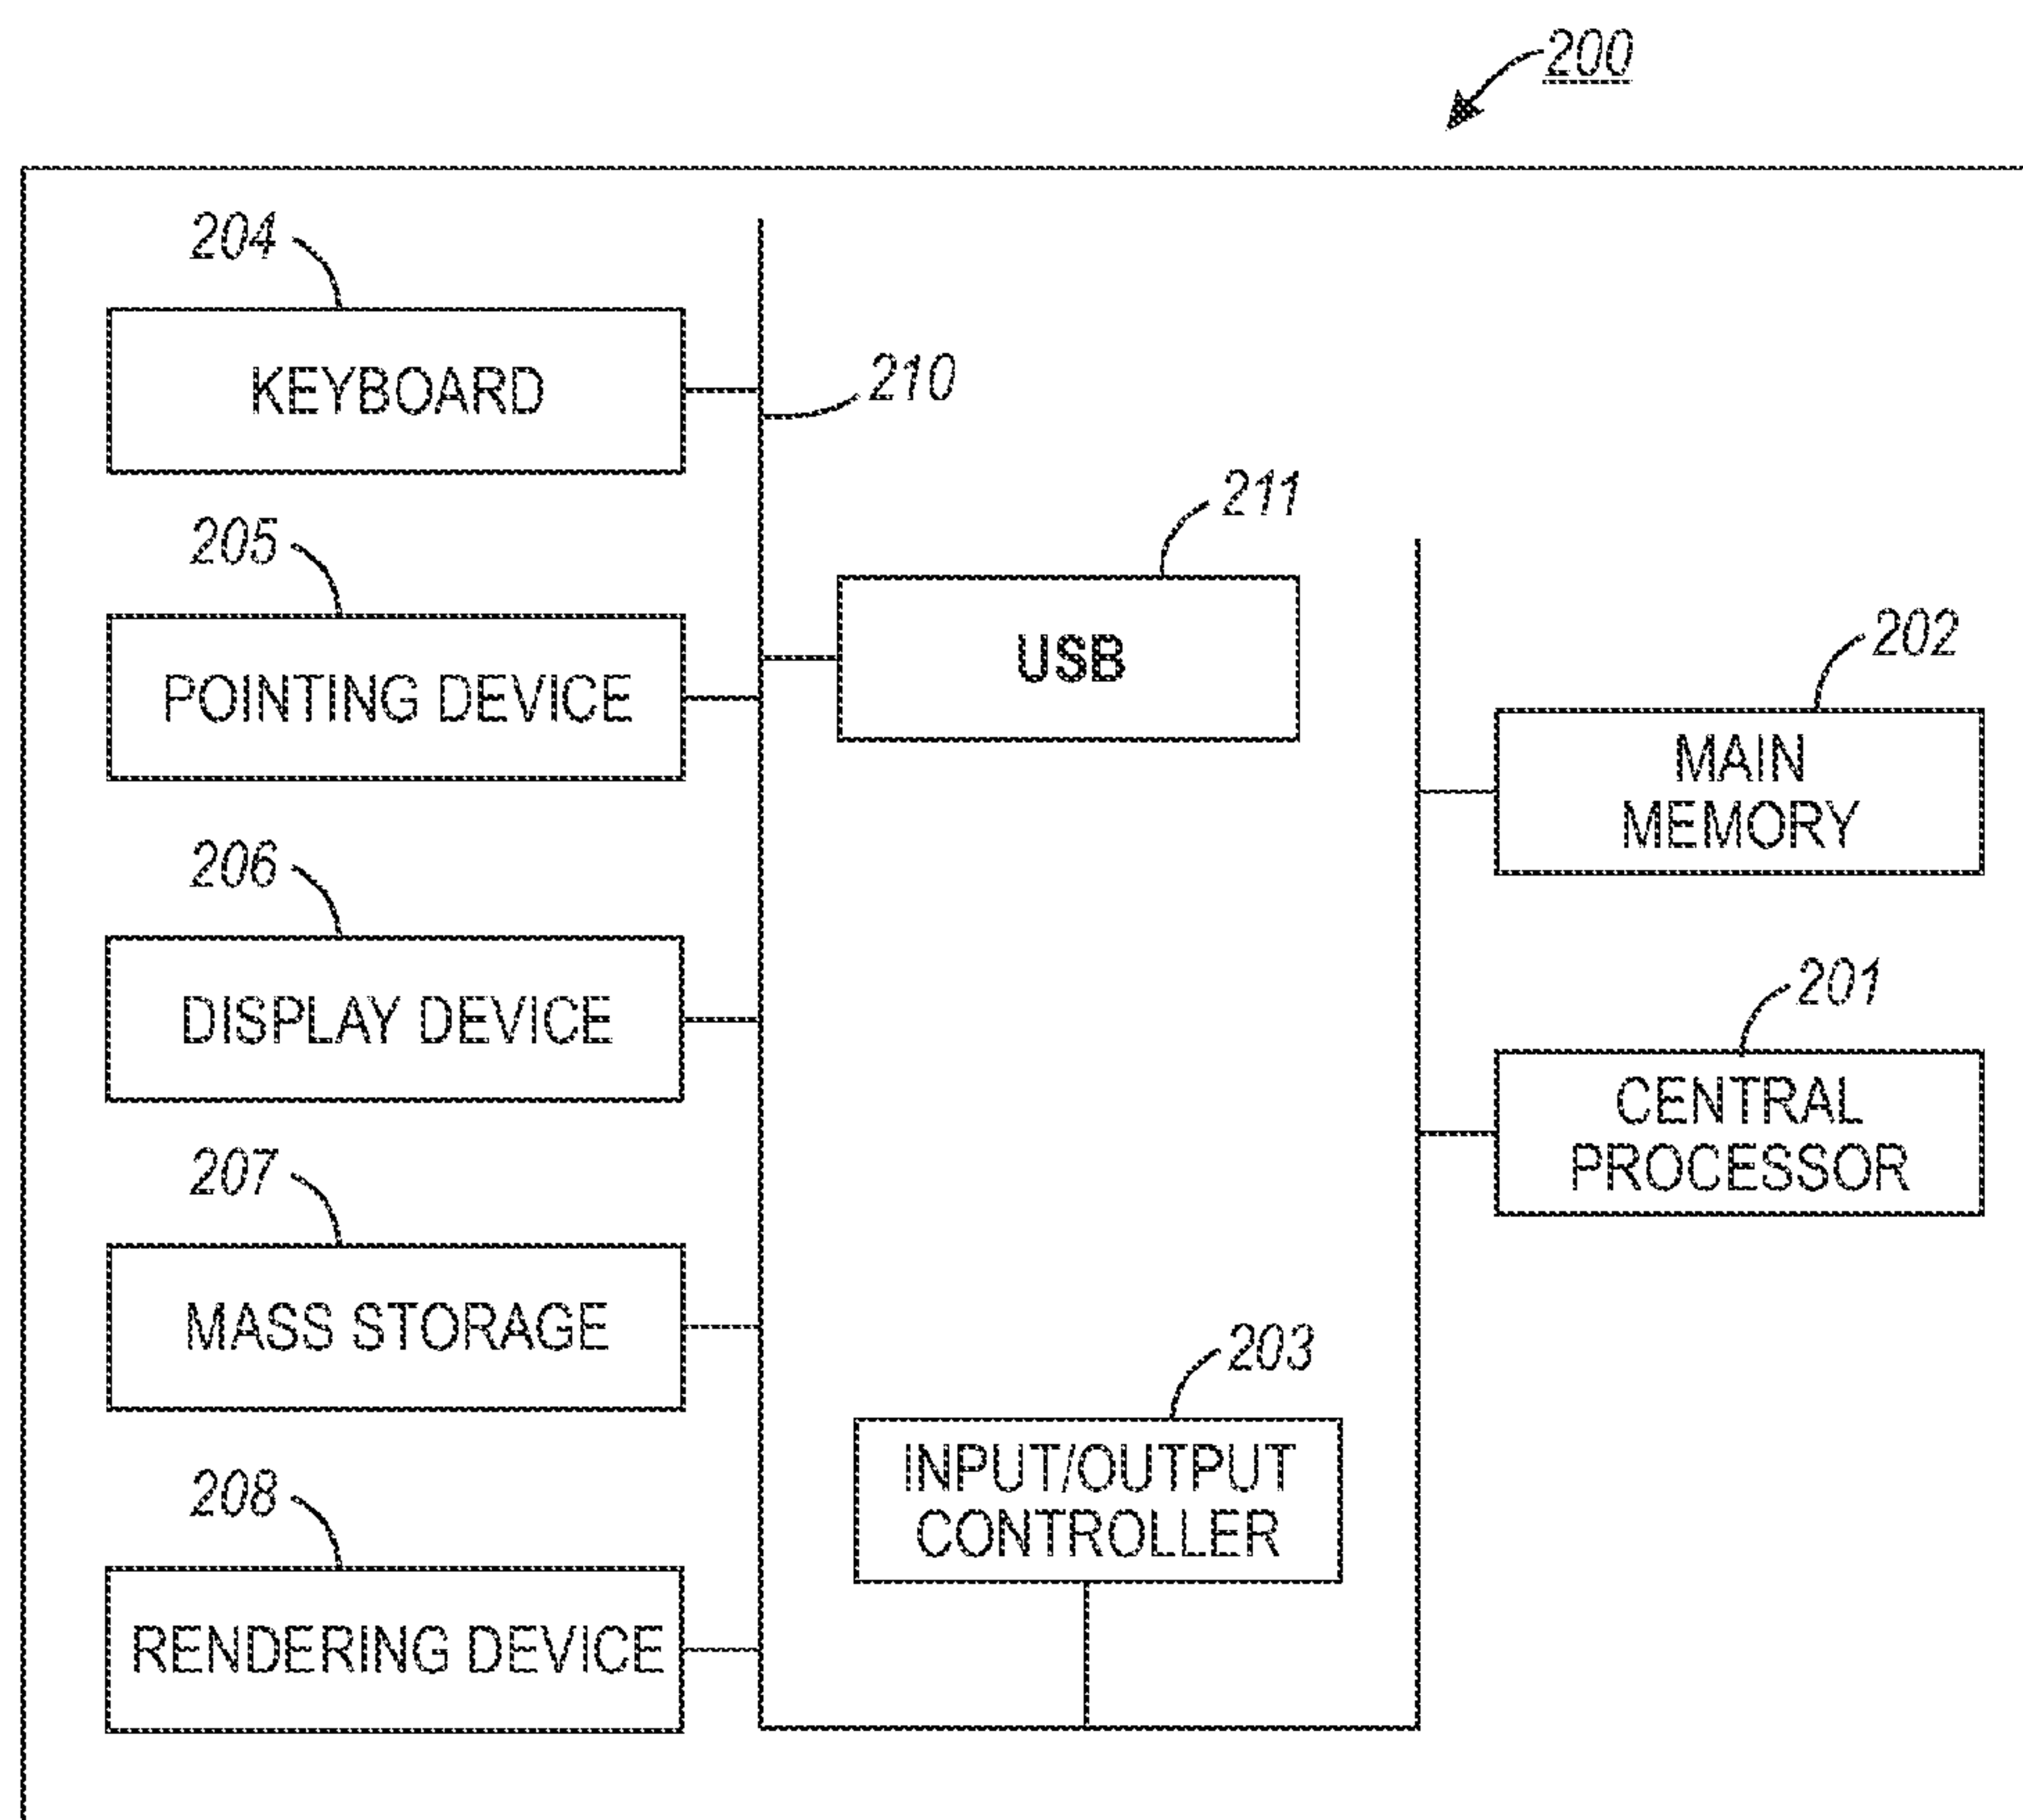 200
204
KEYBOARD
210
211
205
USB
POINTING DEVICE
202
MAIN
MEMORY
206
DISPLAY DEVICE
201
CENTRAL
PROCESSOR
207
MASS STORAGE
203
INPUT/OUTPUT
CONTROLLER
208
RENDERING DEVICE